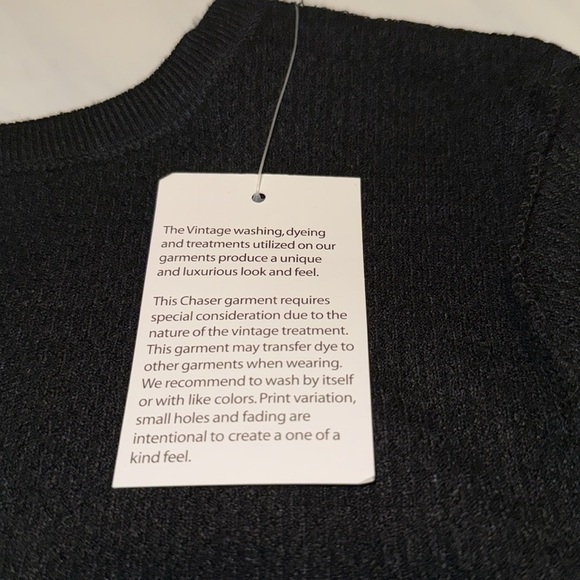 The Vintage washing, dyeing
and treatments utilized on our
garments produce a unique
and luxurious look and feel.
This Chaser garment requires
special consideration due to the
nature of the vintage treatment.
This garment may transfer dye to
other garments when wearing.
We recommend to wash by itself
or with like colors. Print variation,
small holes and fading are
intentional to create a one of a
kind feel.